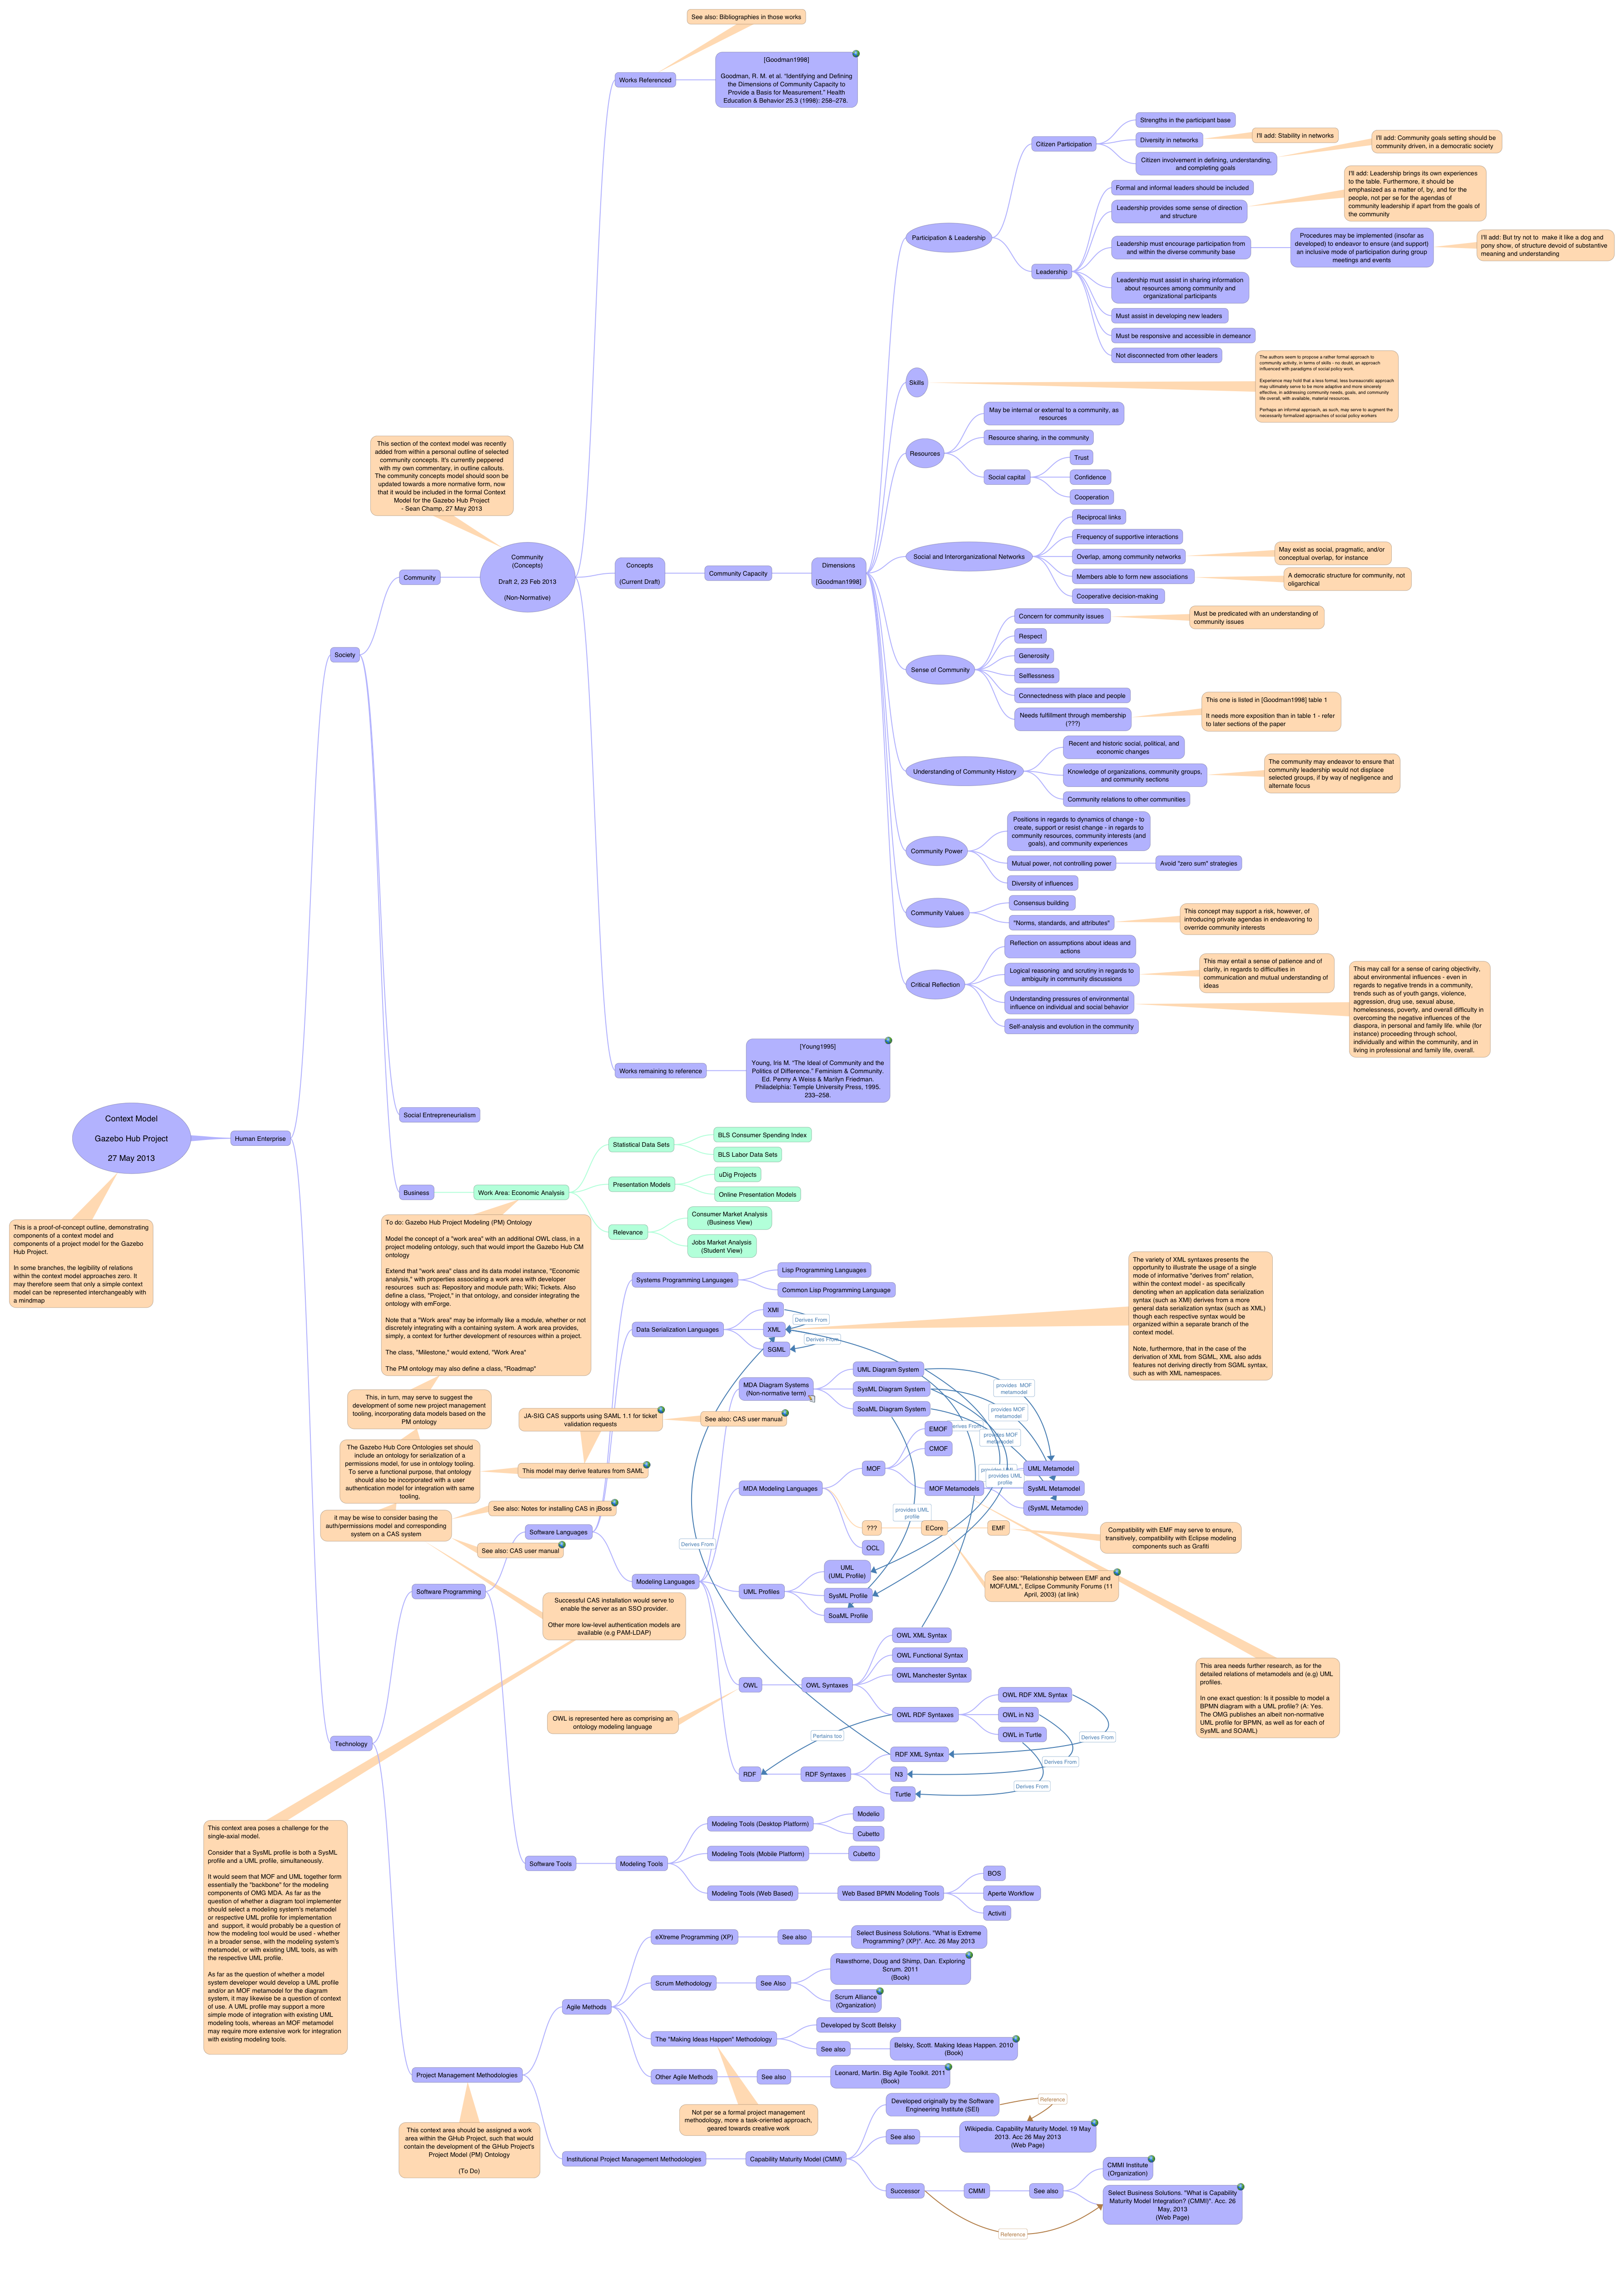 See also: Bibliographies in those works
Works Referenced
[Goodman1998]
Goodman, R. M. et al. "Identifying and Defining
the Dimensions of Community Capacity to
Provide a Basis for Measurement." Health
Education & Behavior 25.3 (1998): 258–278.
Citizen Participation
Strengths in the participant base
Diversity in networks
I'll add: Stability in networks
Citizen involvement in defining, understanding,
and completing goals
I'll add: Community goals setting should be
community driven, in a democratic society
Participation & Leadership
Leadership
Formal and informal leaders should be included
Leadership provides some sense of direction
and structure
I'll add: Leadership brings its own experiences
to the table. Furthermore, it should be
emphasized as a matter of, by, and for the
people, not per se for the agendas of
community leadership if apart from the goals of
the community
Leadership must encourage participation from
and within the diverse community base
Procedures may be implemented (insofar as
developed) to endeavor to ensure (and support)
an inclusive mode of participation during group
meetings and events
I'll add: But try not to  make it like a dog and
pony show, of structure devoid of substantive
meaning and understanding
Leadership must assist in sharing information
about resources among community and
organizational participants
Must assist in developing new leaders
Must be responsive and accessible in demeanor
Not disconnected from other leaders
Skills
The authors seem to propose a rather formal approach to
community activity, in terms of skills - no doubt, an approach
influenced with paradigms of social policy work.
Experience may hold that a less formal, less bureaucratic approach
may ultimately serve to be more adaptive and more sincerely
effective, in addressing community needs, goals, and community
life overall, with available, material resources.
Perhaps an informal approach, as such, may serve to augment the
necessarily formalized approaches of social policy workers
Resources
May be internal or external to a community, as
resources
Resource sharing, in the community
Social capital
Trust
Confidence
Cooperation
This section of the context model was recently
added from within a personal outline of selected
community concepts. It's currently peppered
with my own commentary, in outline callouts.
The community concepts model should soon be
updated towards a more normative form, now
that it would be included in the formal Context
Model for the Gazebo Hub Project
- Sean Champ, 27 May 2013
Community
Community
(Concepts)
Draft 2, 23 Feb 2013
(Non-Normative)
Concepts
(Current Draft)
Community Capacity
Dimensions
[Goodman1998]
Social and Interorganizational Networks
Reciprocal links
Frequency of supportive interactions
Overlap, among community networks
May exist as social, pragmatic, and/or
conceptual overlap, for instance
Members able to form new associations
A democratic structure for community, not
oligarchical
Cooperative decision-making
Society
Sense of Community
Concern for community issues
Must be predicated with an understanding of
community issues
Respect
Generosity
Selflessness
Connectedness with place and people
Needs fulfillment through membership
(???)
This one is listed in [Goodman1998] table 1
It needs more exposition than in table 1 - refer
to later sections of the paper
Understanding of Community History
Recent and historic social, political, and
economic changes
Knowledge of organizations, community groups,
and community sections
The community may endeavor to ensure that
community leadership would not displace
selected groups, if by way of negligence and
alternate focus
Community relations to other communities
Community Power
Positions in regards to dynamics of change - to
create, support or resist change - in regards to
community resources, community interests (and
goals), and community experiences
Mutual power, not controlling power
Avoid "zero sum" strategies
Diversity of influences
Community Values
Consensus building
"Norms, standards, and attributes"
This concept may support a risk, however, of
introducing private agendas in endeavoring to
override community interests
Critical Reflection
Reflection on assumptions about ideas and
actions
Logical reasoning  and scrutiny in regards to
ambiguity in community discussions
This may entail a sense of patience and of
clarity, in regards to difficulties in
communication and mutual understanding of
ideas
Understanding pressures of environmental
influence on individual and social behavior
This may call for a sense of caring objectivity,
about environmental influences - even in
regards to negative trends in a community,
trends such as of youth gangs, violence,
aggression, drug use, sexual abuse,
homelessness, poverty, and overall difficulty in
overcoming the negative influences of the
diaspora, in personal and family life. while (for
instance) proceeding through school,
individually and within the community, and in
living in professional and family life, overall.
Self-analysis and evolution in the community
Works remaining to reference
[Young1995]
Young, Iris M. "The Ideal of Community and the
Politics of Difference." Feminism & Community.
Ed. Penny A Weiss & Marilyn Friedman.
Philadelphia: Temple University Press, 1995.
233–258.
Social Entrepreneurialism
Context Model
Gazebo Hub Project
27 May 2013
Human Enterprise
This is a proof-of-concept outline, demonstrating
components of a context model and
components of a project model for the Gazebo
Hub Project.
In some branches, the legibility of relations
within the context model approaches zero. It
may therefore seem that only a simple context
model can be represented interchangeably with
a mindmap
Business
Work Area: Economic Analysis
Statistical Data Sets
BLS Consumer Spending Index
BLS Labor Data Sets
Presentation Models
uDig Projects
Online Presentation Models
Relevance
Consumer Market Analysis
(Business View)
Jobs Market Analysis
(Student View)
To do: Gazebo Hub Project Modeling (PM) Ontology
Model the concept of a "work area" with an additional OWL class, in a
project modeling ontology, such that would import the Gazebo Hub CM
ontology
Extend that "work area" class and its data model instance, "Economic
analysis," with properties associating a work area with developer
resources  such as: Repository and module path; Wiki; Tickets. Also
define a class, "Project," in that ontology, and consider integrating the
ontology with emForge.
Note that a "Work area" may be informally like a module, whether or not
discretely integrating with a containing system. A work area provides,
simply, a context for further development of resources within a project.
The class, "Milestone," would extend, "Work Area"
The PM ontology may also define a class, "Roadmap"
This, in turn, may serve to suggest the
development of some new project management
tooling, incorporating data models based on the
PM ontology
The Gazebo Hub Core Ontologies set should
include an ontology for serialization of a
permissions model, for use in ontology tooling.
To serve a functional purpose, that ontology
should also be incorporated with a user
authentication model for integration with same
tooling,
it may be wise to consider basing the
auth/permissions model and corresponding
system on a CAS system
JA-SIG CAS supports using SAML 1.1 for ticket
validation requests
See also: CAS user manual
This model may derive features from SAML
See also: Notes for installing CAS in jBoss
See also: CAS user manual
Successful CAS installation would serve to
enable the server as an SSO provider.
Other more low-level authentication models are
available (e.g PAM-LDAP)
Systems Programming Languages
Lisp Programming Languages
Common Lisp Programming Language
Data Serialization Languages
XMI
XML
SGML
Derives From
Derives From
The variety of XML syntaxes presents the
opportunity to illustrate the usage of a single
mode of informative "derives from" relation,
within the context model - as specifically
denoting when an application data serialization
syntax (such as XMI) derives from a more
general data serialization syntax (such as XML)
though each respective syntax would be
organized within a separate branch of the
context model.
Note, furthermore, that in the case of the
derivation of XML from SGML, XML also adds
features not deriving directly from SGML syntax,
such as with XML namespaces.
MDA Diagram Systems
(Non-normative term)
UML Diagram System
SysML Diagram System
SoaML Diagram System
provides  MOF
metamodel
provides MOF
metamodel
provides MOF
metamodel
MDA Modeling Languages
MOF
EMOF
Derives From
CMOF
MOF Metamodels
provides UML
provides UML
profile
UML Metamodel
SysML Metamodel
(SysML Metamode)
provides UML
profile
???
ECore
EMF
OCL
Compatibility with EMF may serve to ensure,
transitively, compatibility with Eclipse modeling
components such as Grafiti
See also: "Relationship between EMF and
MOF/UML", Eclipse Community Forums (11
April, 2003) (at link)
Software Languages
Derives From
Modeling Languages
UML Profiles
UML
(UML Profile)
SysML Profile
SoaML Profile
Software Programming
OWL
OWL Syntaxes
OWL XML Syntax
OWL Functional Syntax
OWL Manchester Syntax
OWL RDF Syntaxes
OWL RDF XML Syntax
OWL in N3
OWL in Turtle
OWL is represented here as comprising an
ontology modeling language
Pertains too
RDF
RDF Syntaxes
RDF XML Syntax
N3
Turtle
Derives From
Derives From
Derives From
This area needs further research, as for the
detailed relations of metamodels and (e.g) UML
profiles.
In one exact question: Is it possible to model a
BPMN diagram with a UML profile? (A: Yes.
The OMG publishes an albeit non-normative
UML profile for BPMN, as well as for each of
SysML and SOAML)
Technology
This context area poses a challenge for the
single-axial model.
Consider that a SysML profile is both a SysML
profile and a UML profile, simultaneously.
It would seem that MOF and UML together form
essentially the "backbone" for the modeling
components of OMG MDA. As far as the
question of whether a diagram tool implementer
should select a modeling system's metamodel
or respective UML profile for implementation
and  support, it would probably be a question of
how the modeling tool would be used - whether
in a broader sense, with the modeling system's
metamodel, or with existing UML tools, as with
the respective UML profile.
As far as the question of whether a model
system developer would develop a UML profile
and/or an MOF metamodel for the diagram
system, it may likewise be a question of context
of use. A UML profile may support a more
simple mode of integration with existing UML
modeling tools, whereas an MOF metamodel
may require more extensive work for integration
with existing modeling tools.
Software Tools
Modeling Tools
Modeling Tools (Desktop Platform)
Modelio
Cubetto
Modeling Tools (Mobile Platform)
Cubetto
Modeling Tools (Web Based)
Web Based BPMN Modeling Tools
BOS
Aperte Workflow
Activiti
Project Management Methodologies
Agile Methods
eXtreme Programming (XP)
See also
Select Business Solutions. "What is Extreme
Programming? (XP)". Acc. 26 May 2013
Scrum Methodology
See Also
Rawsthorne, Doug and Shimp, Dan. Exploring
Scrum. 2011
(Book)
Scrum Alliance
(Organization)
The "Making Ideas Happen" Methodology
Developed by Scott Belsky
See also
Belsky, Scott. Making Ideas Happen. 2010
(Book)
Other Agile Methods
See also
Leonard, Martin. Big Agile Toolkit. 2011
(Book)
Not per se a formal project management
methodology, more a task-oriented approach,
geared towards creative work
This context area should be assigned a work
area within the GHub Project, such that would
contain the development of the GHub Project's
Project Model (PM) Ontology
(To Do)
Institutional Project Management Methodologies
Capability Maturity Model (CMM)
Developed originally by the Software
Engineering Institute (SEI)
Reference
See also
Wikipedia. Capability Maturity Model. 19 May
2013. Acc 26 May 2013
(Web Page)
Successor
CMMI
See also
CMMI Institute
(Organization)
Select Business Solutions. "What is Capability
Maturity Model Integration? (CMMI)". Acc. 26
May, 2013
(Web Page)
Reference